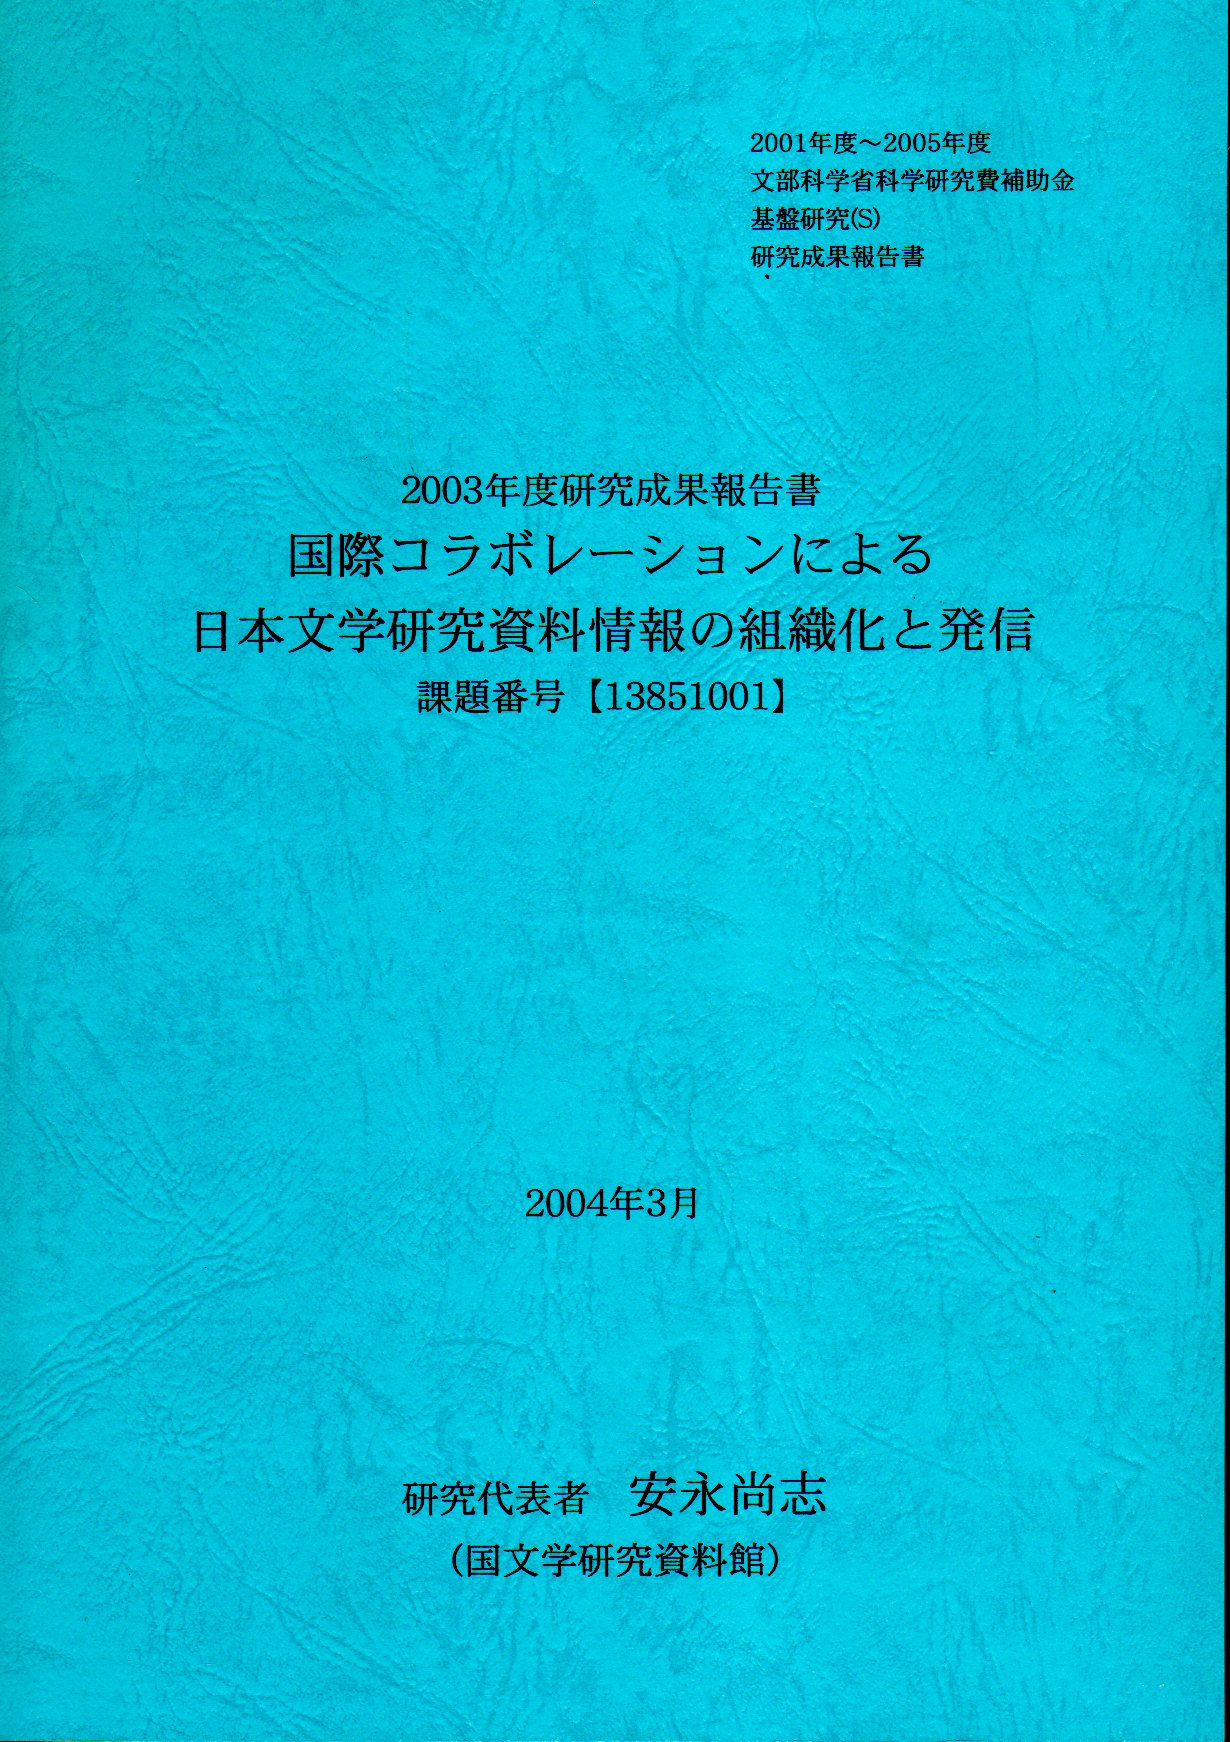 2001年度～2005年度
文部科学省科学研究費補助金
基盤研究(S)
研究成果報告書
2003年度研究成果報告書
国際コラボレーションによる
日本文学研究資料情報の組織化と発信
課題番号【13851001】
2004年3月
研究代表者　安永尚志
（国文学研究資料館）